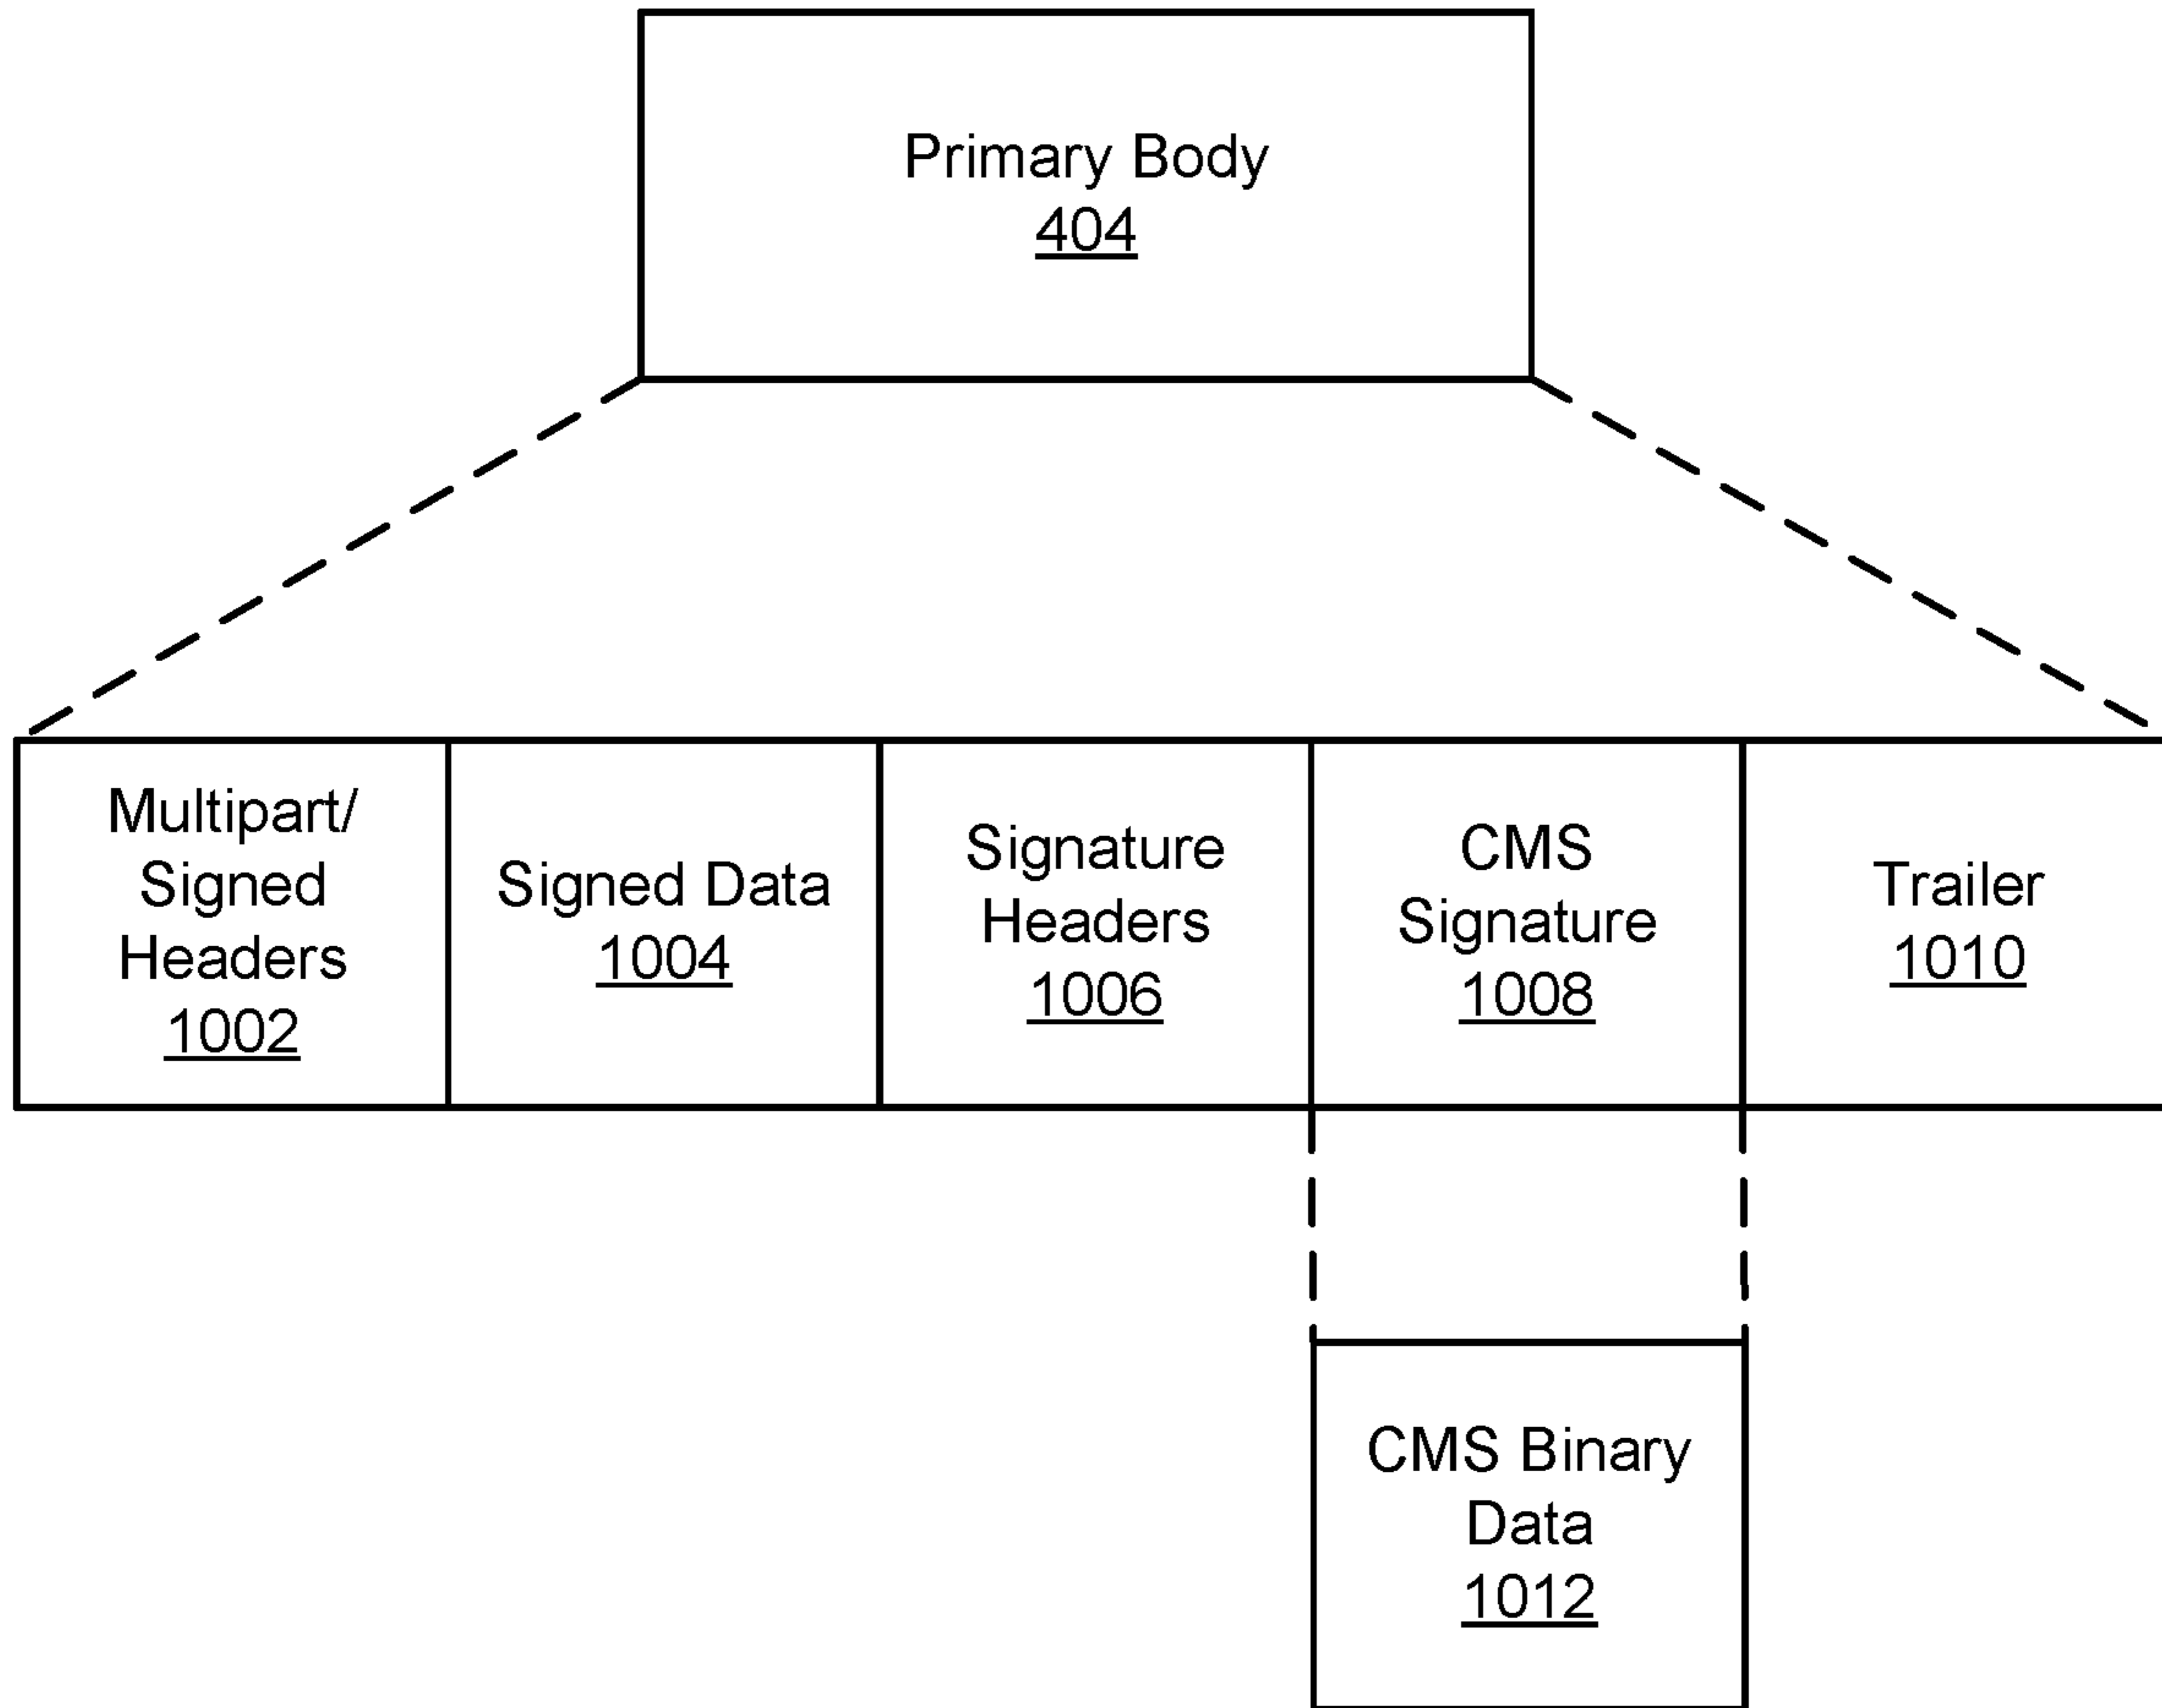 Primary Body
404
Multipart/
Signed
Headers
1002
Signed Data
1004
Signature
Headers
1006
CMS
Signature
1008
Trailer
1010
CMS Binary
Data
1012